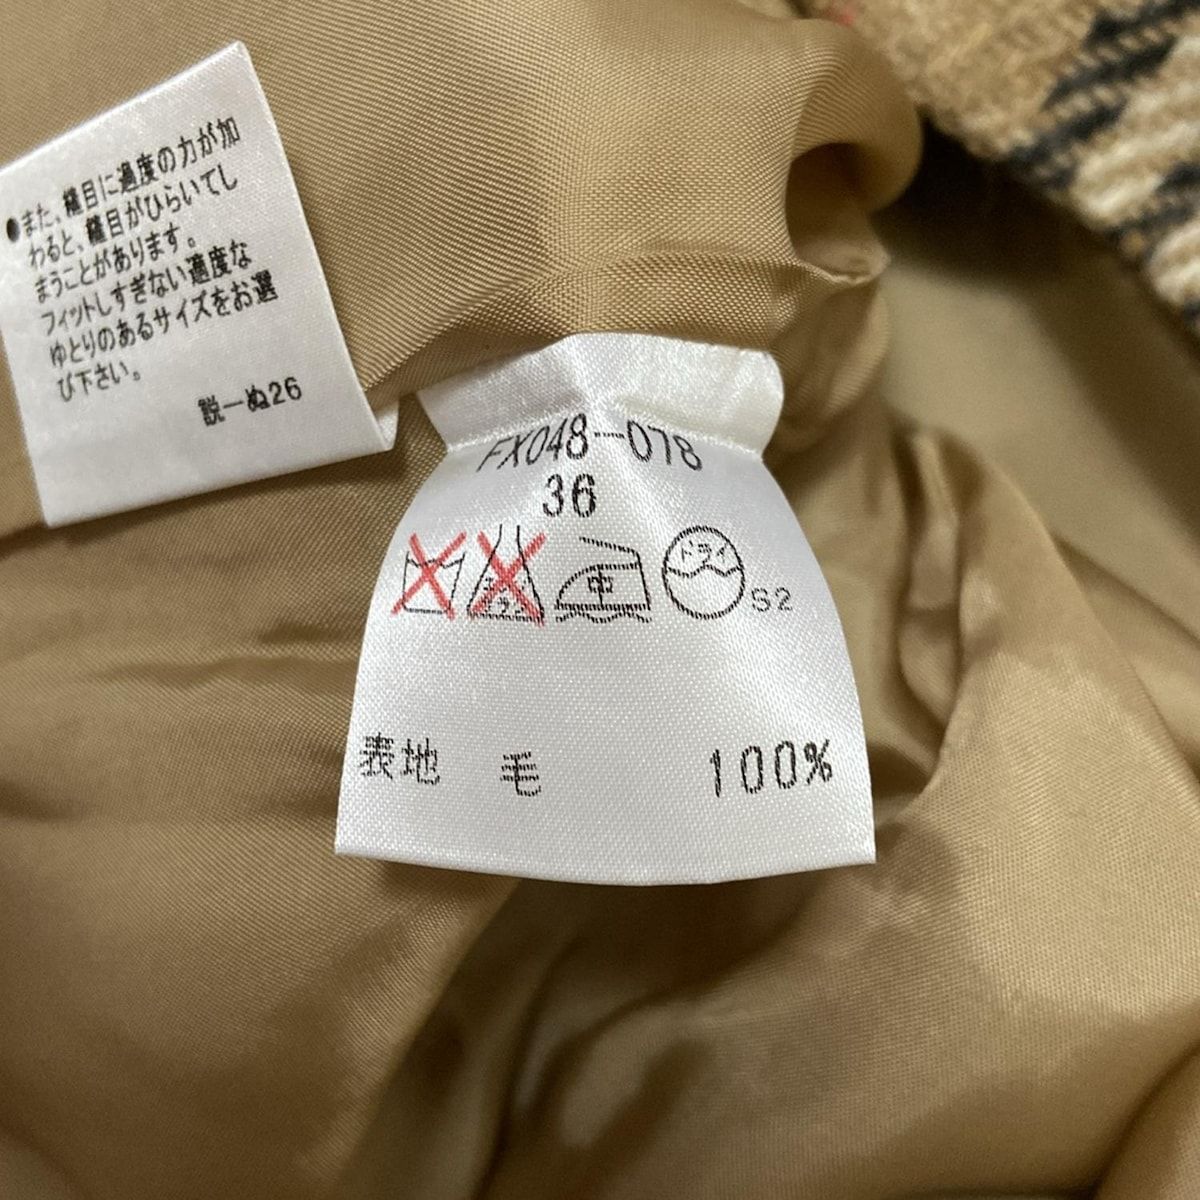 ●また、縫目に過度の力が加
わると、縫目がひらいてし
まうことがあります。
フィットしすぎない適度な
ゆとりのあるサイズをお選
び下さい。
説ーぬ26
FX048-078
36
中
ドライ
S2
表地 毛 100%